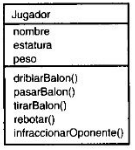 Jugador
nombre
estatura
peso
driblarBalon()
pasarBalon()
tirarBalon()
rebotar()
infraccionarOponente()